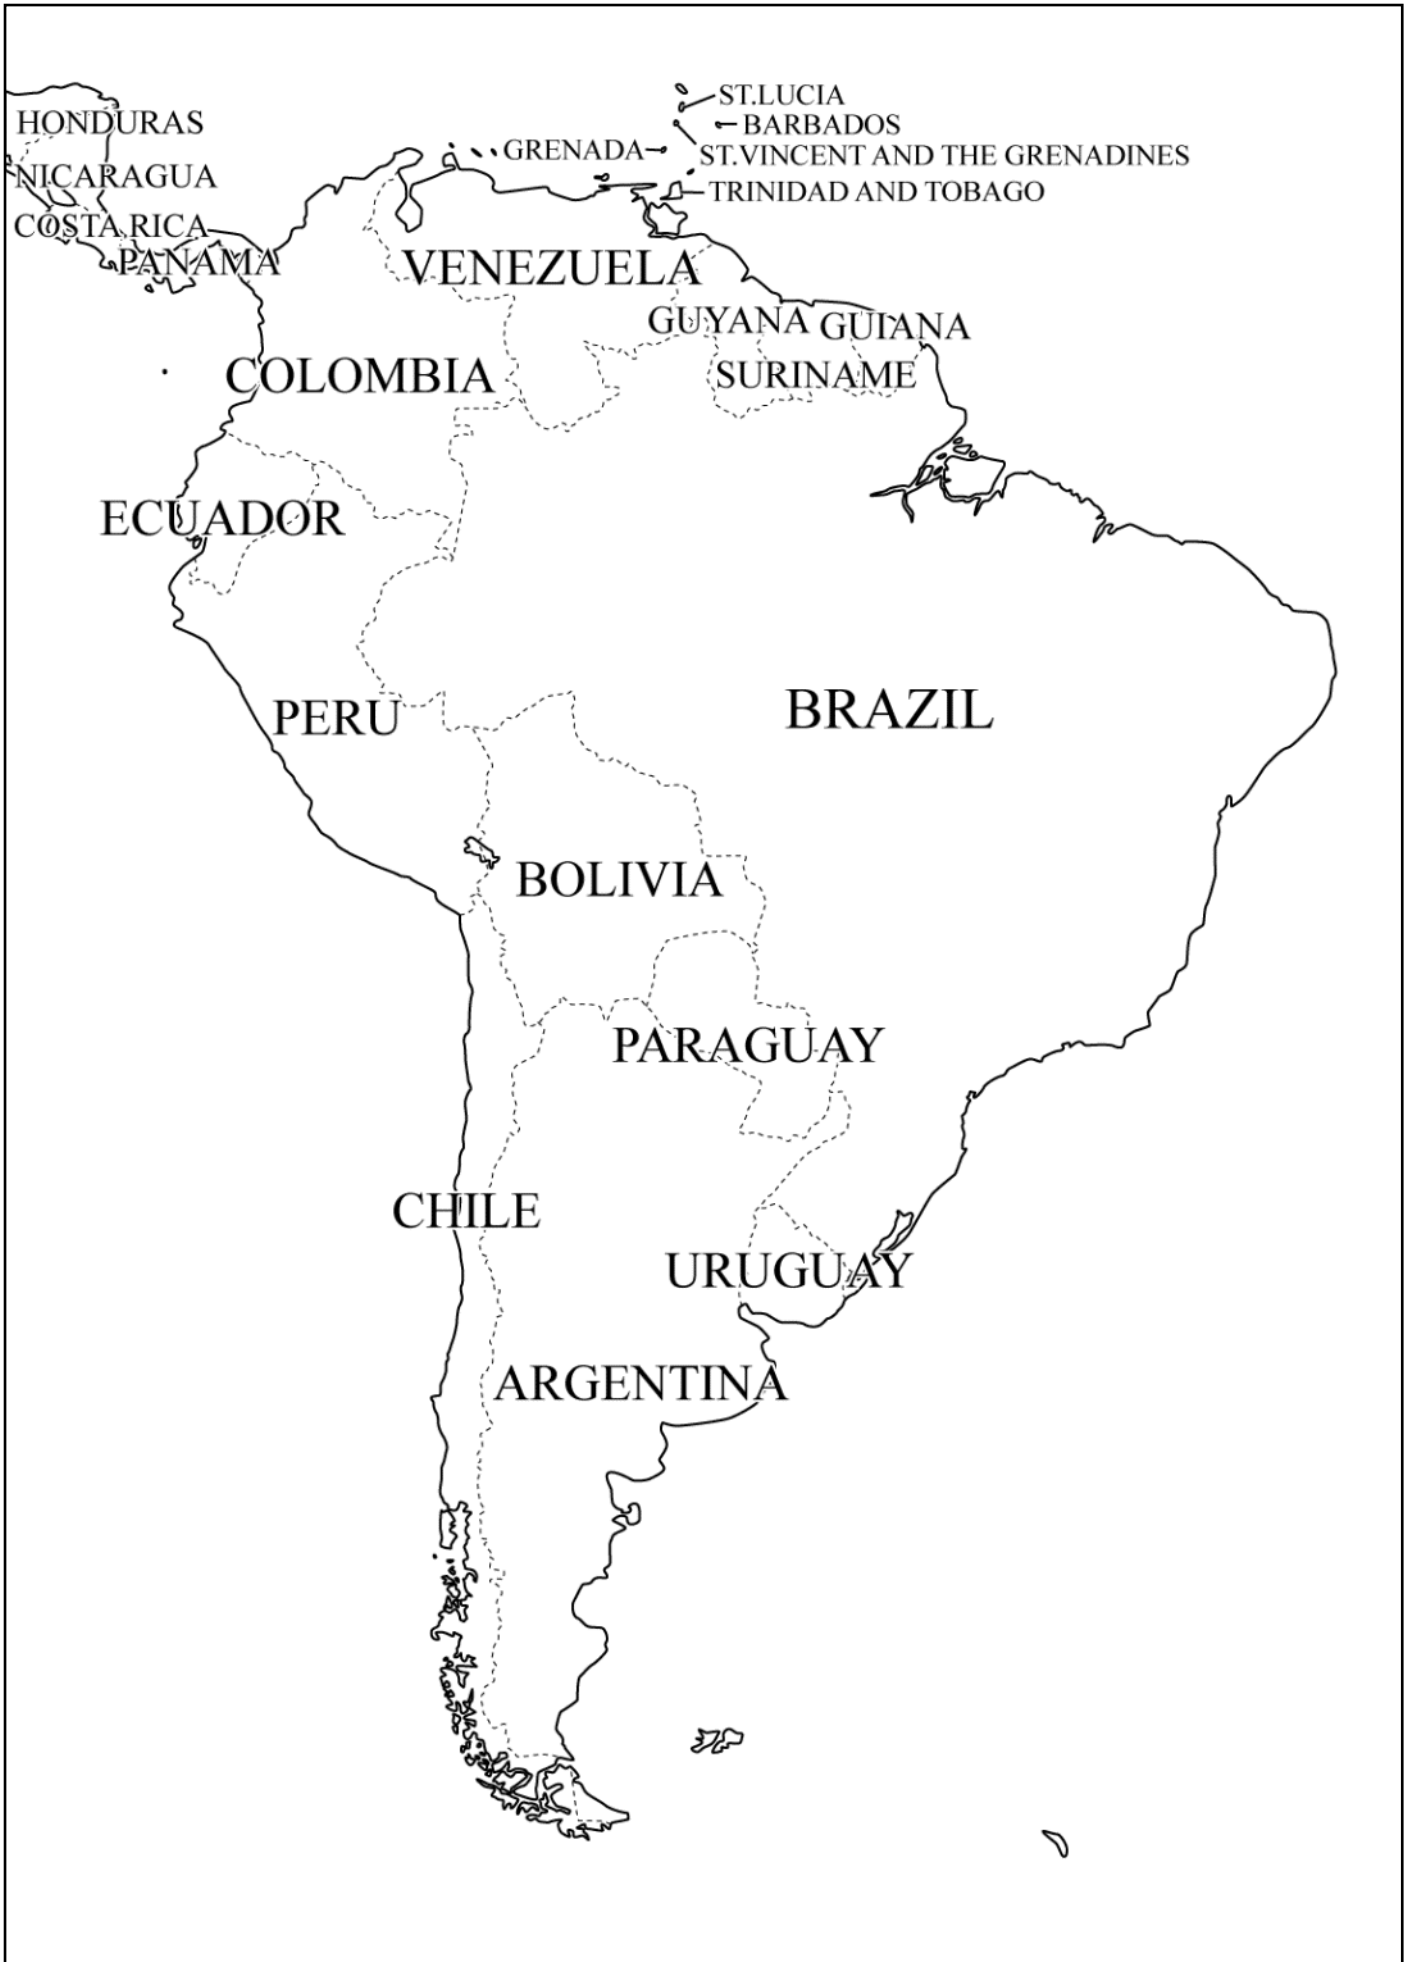 ST.LUCIA
HONDURAS
BARBADOS
GRENADA
ST.VINCENT AND THE GRENADINES
NICARAGUA
TRINIDAD AND TOBAGO
COSTA RICA
PANAMA
VENEZUELA
GUYANA
GUIANA
COLOMBIA
SURINAME
ECUADOR
BRAZIL
PERU
BOLIVIA
PARAGUAY
CHILE
URUGUAY
ARGENTINA